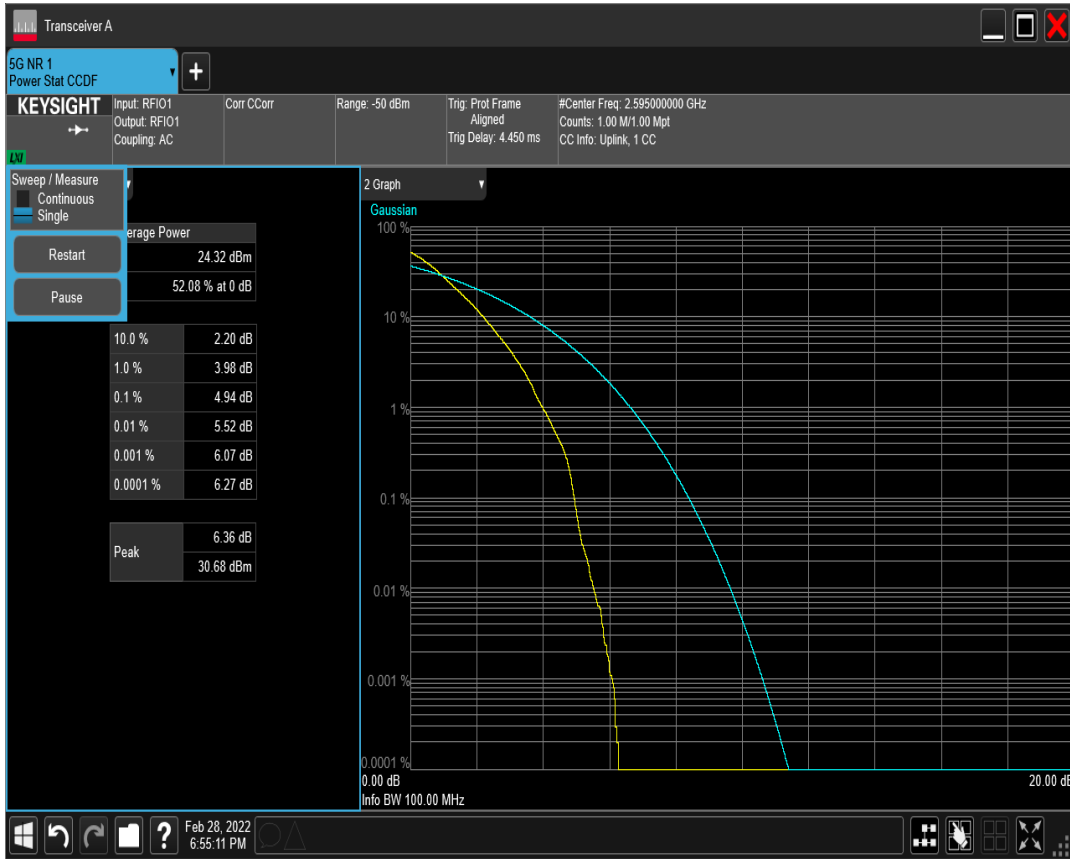 Transceiver A
5G NR 1
Power Stat CCDF
+
KEYSIGHT
LXI
Input: RFIO1
Output: RFIO1
Coupling: AC
Corr CCorr
Range: -50 dBm
Trig: Prot Frame
Aligned
Trig Delay: 4.450 ms
#Center Freq: 2.595000000 GHz
Counts: 1.00 M/1.00 Mpt
CC Info: Uplink, 1 CC
Sweep / Measure
Continuous
Single
Restart
Pause
erage Power
24.32 dBm
52.08 % at 0 dB
10.0 % 2.20 dB
1.0 % 3.98 dB
0.1 % 4.94 dB
0.01 % 5.52 dB
0.001 % 6.07 dB
0.0001 % 6.27 dB
Peak 6.36 dB
30.68 dBm
2 Graph
Gaussian
100 %
10 %
1 %
0.1 %
0.01 %
0.001 %
0.0001 %
0.00 dB 20.00 dB
Info BW 100.00 MHz
?
Feb 28, 2022
6:55:11 PM